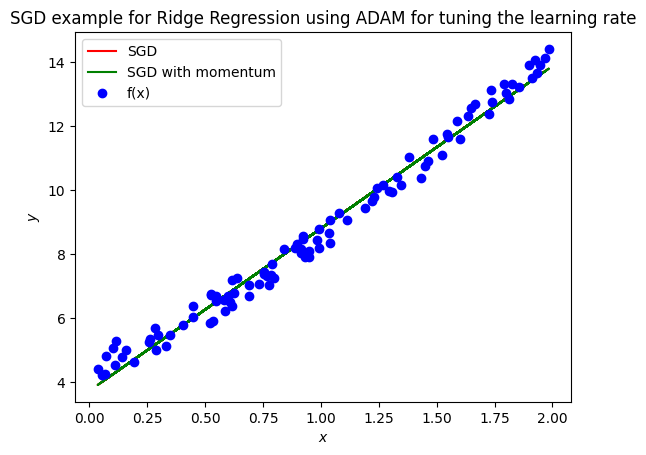 SGD example for Ridge Regression using ADAM for tuning the learning rate
SGD
SGD with momentum
f(x)
14
12
10
8
6
4
y
0.00 0.25 0.50 0.75 1.00 1.25 1.50 1.75 2.00
x